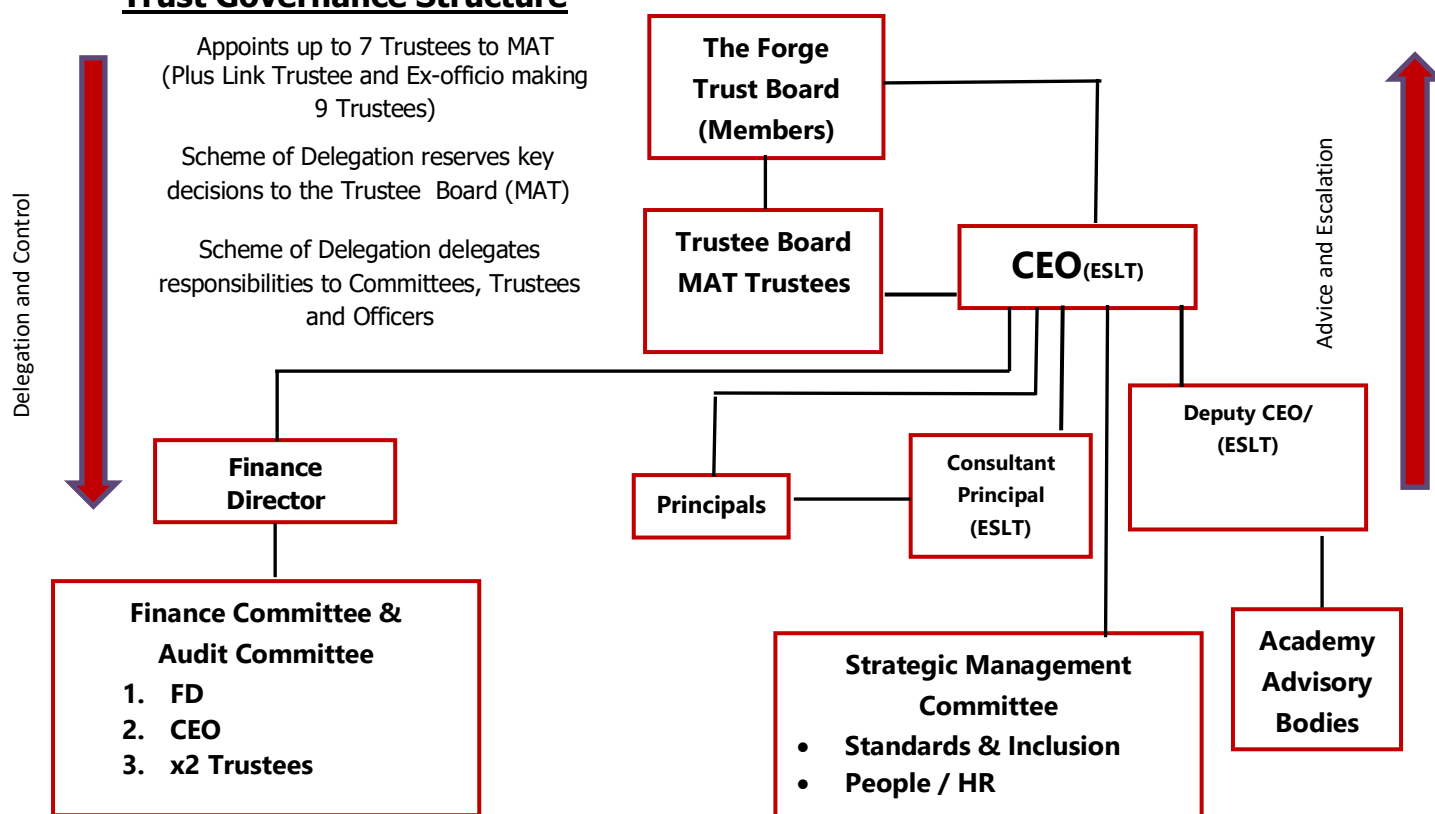 Trust Governance Structure
Appoints up to 7 Trustees to MAT
(Plus Link Trustee and Ex-officio making
9 Trustees)
Scheme of Delegation reserves key
decisions to the Trustee Board (MAT)
Scheme of Delegation delegates
responsibilities to Committees, Trustees
and Officers
Delegation and Control
The Forge
Trust Board
(Members)
Trustee Board
MAT Trustees
CEO(ESLT)
Advice and Escalation
Finance
Director
Principals
Consultant
Principal
(ESLT)
Deputy CEO/
(ESLT)
Finance Committee &
Audit Committee
1. FD
2. CEO
3. x2 Trustees
Strategic Management
Committee
• Standards & Inclusion
• People / HR
Academy
Advisory
Bodies